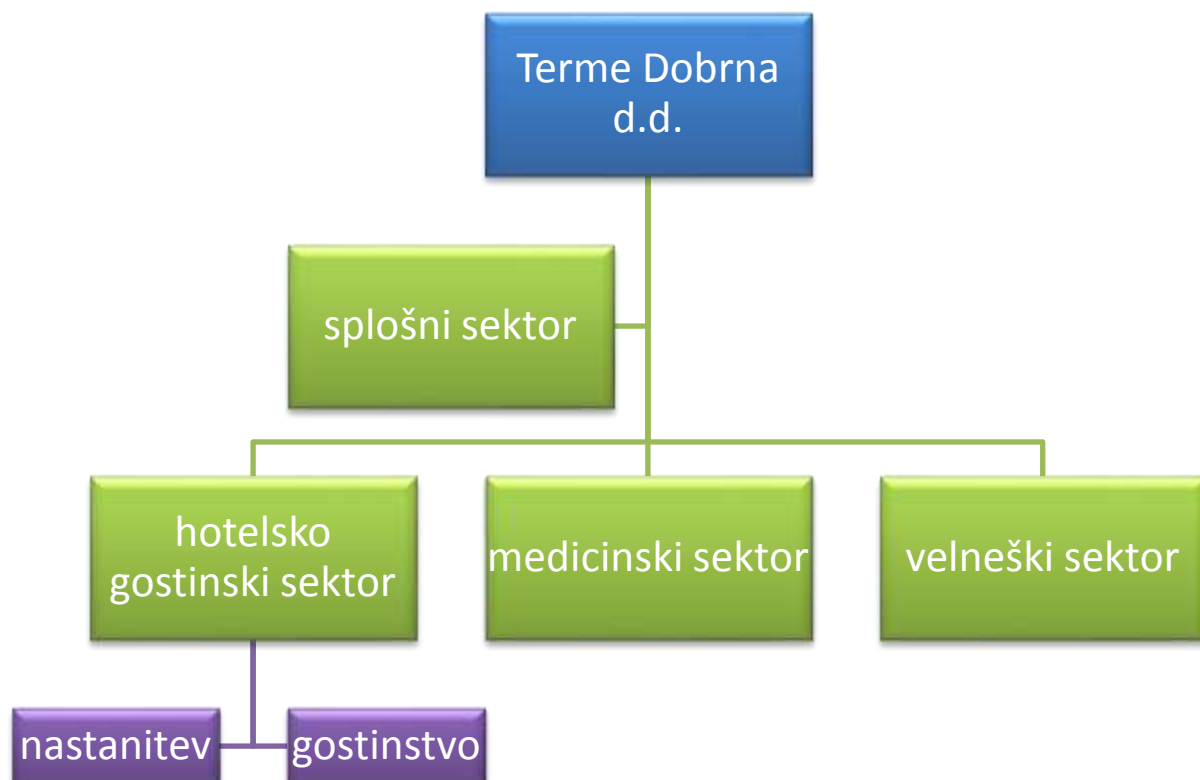 Terme Dobrna
d.d.
splošni sektor
hotelsko
gostinski sektor
medicinski sektor
velneški sektor
nastanitev
gostinstvo